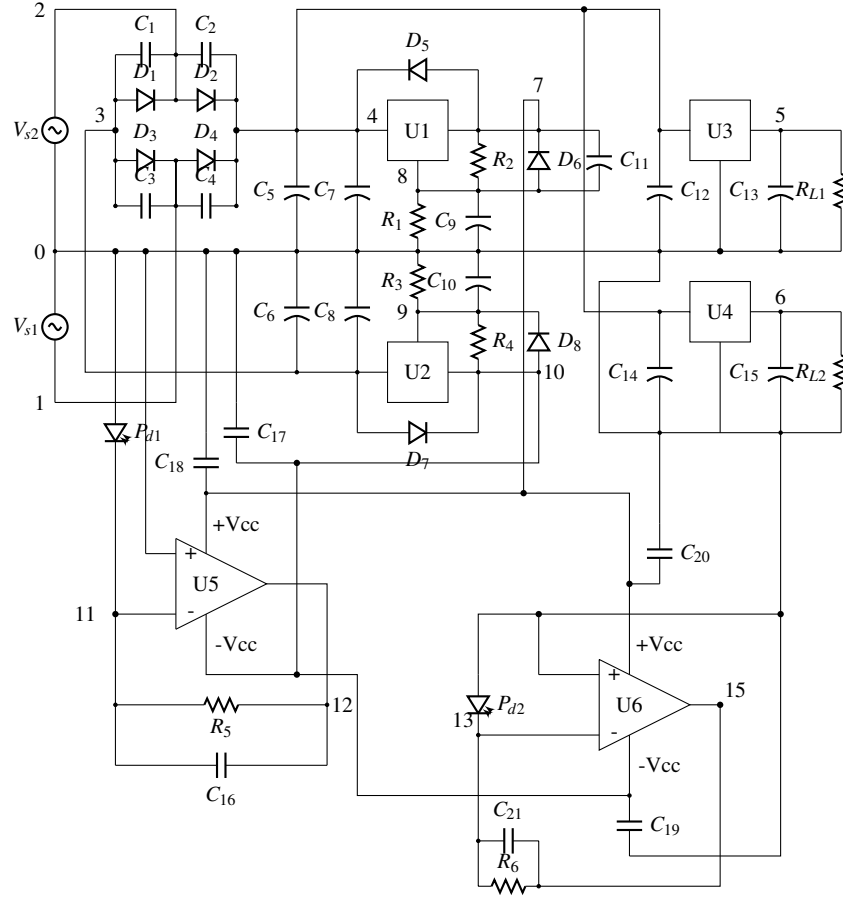 2
C1 C2
D5
D1 D2
7
3
4 U1 U3 5
Vs2
D3 D4
R2 D6 C11
8
C3 C4
C5 C7 C12 C13 RL1
R1 C9
0
R3 C10
6
9
U4
Vs1
C6 C8 R4 D8
U2 10 C14 C15 RL2
1
Pd1 C17
D7
C18
+Vcc
C20
+
U5
11 -
-Vcc
+Vcc
+
15
12 Pd2 U6
13
R5 -
-Vcc
C16
C21 C19
R6